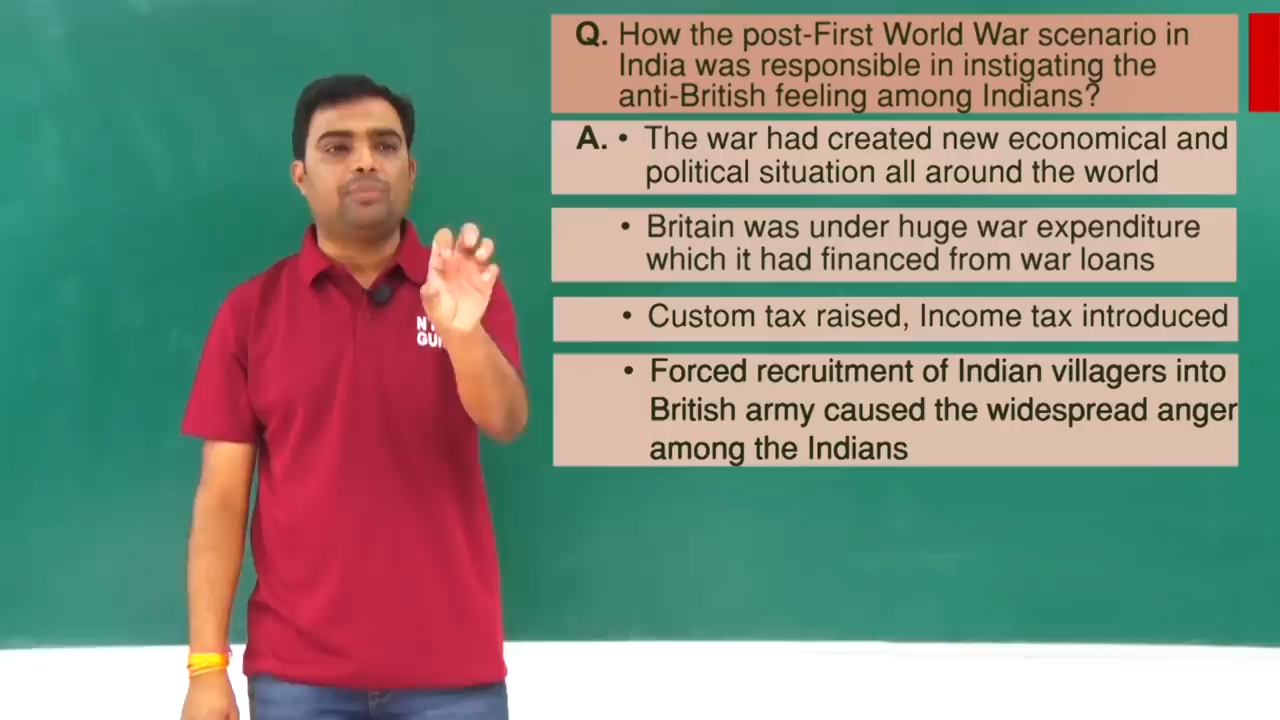 Q. How the post-First World War scenario in
India was responsible in instigating the
anti-British feeling among Indians?
A. • The war had created new economical and
political situation all around the world
• Britain was under huge war expenditure
which it had financed from war loans
• Custom tax raised, Income tax introduced
• Forced recruitment of Indian villagers into
British army caused the widespread anger
among the Indians